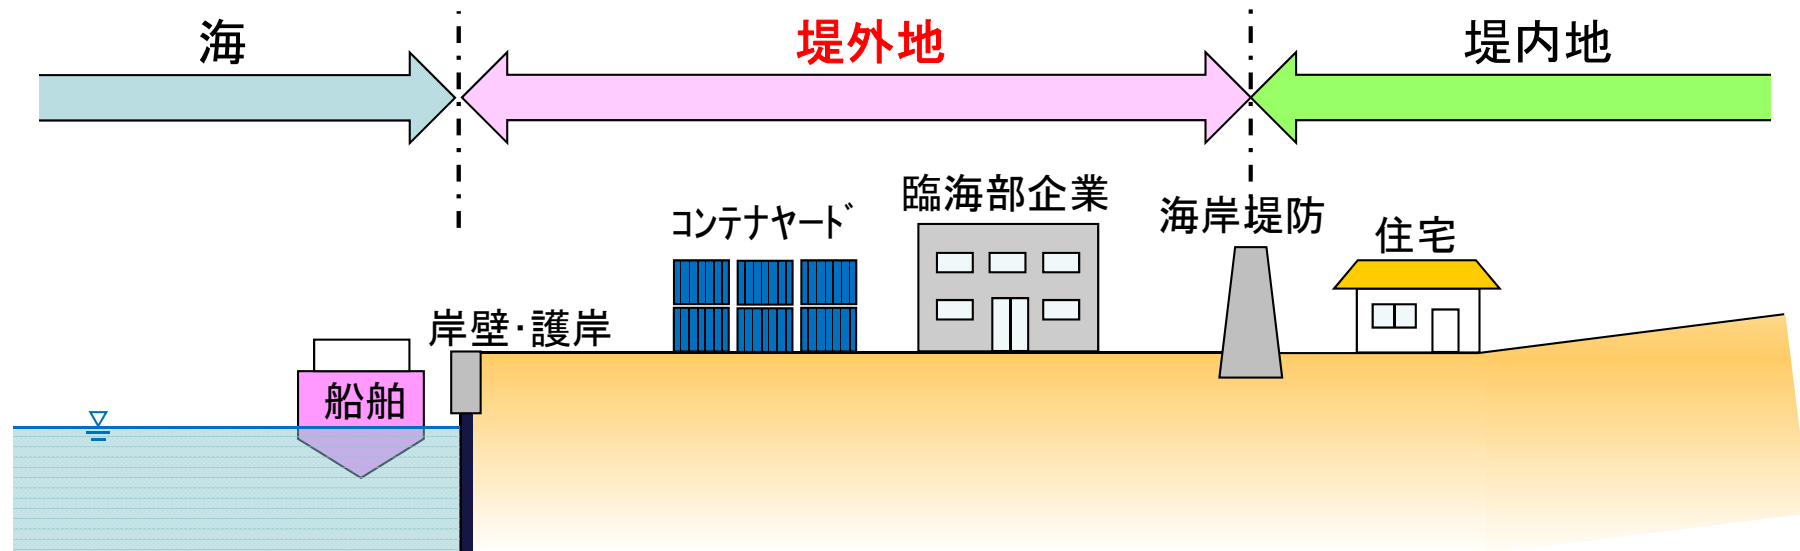 海
堤外地
堤内地
臨海部企業
ｺﾝﾃﾅﾔｰﾄﾞ
海岸堤防
住宅
岸壁・護岸
船舶